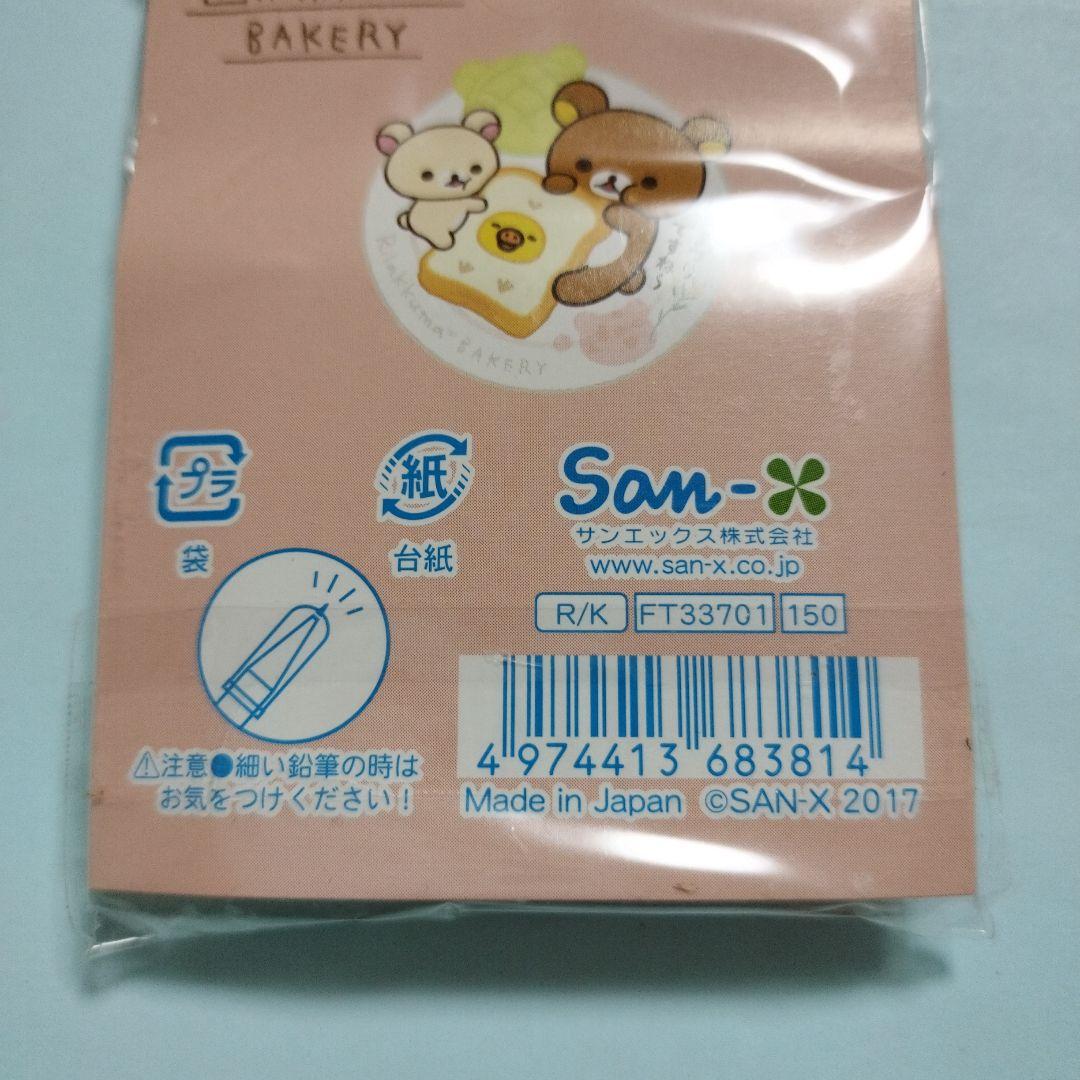 BAKERY
Rilakkuma BAKERY
プラ
袋
紙
台紙
San-X
サンエックス株式会社
www.san-x.co.jp
R/K FT33701 150
⚠注意●細い鉛筆の時は
お気をつけください！
4 974413 683814
Made in Japan ©SAN-X 2017